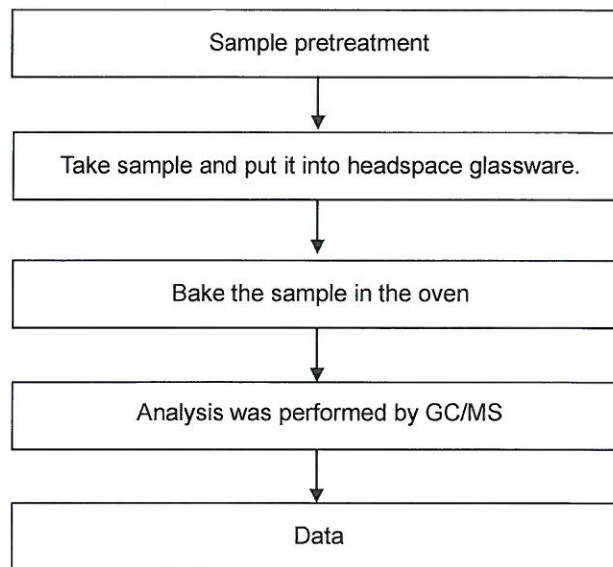 Sample pretreatment
Take sample and put it into headspace glassware.
Bake the sample in the oven
Analysis was performed by GC/MS
Data